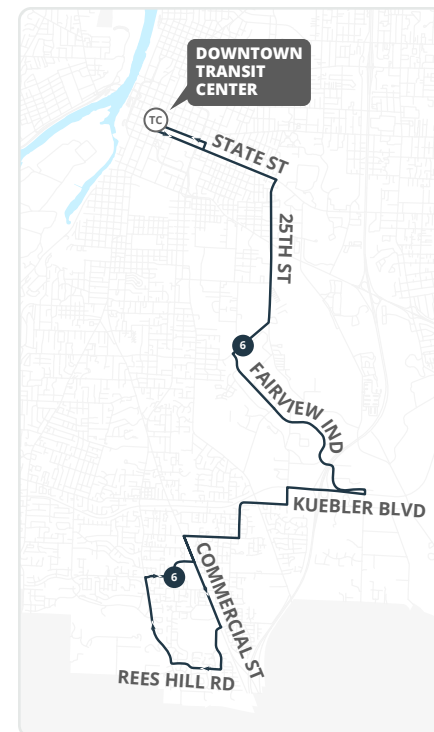 DOWNTOWN
TRANSIT
CENTER
TC
STATE ST
25TH ST
6
FAIRVIEW IND
KUEBLER BLVD
COMMERCIAL ST
6
REES HILL RD